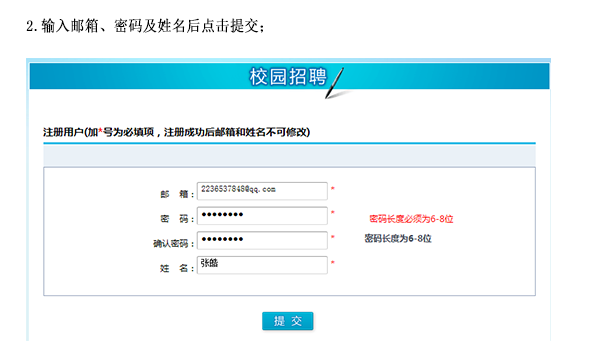 2.输入邮箱、密码及姓名后点击提交；
校园招聘
注册用户(加*号为必填项，注册成功后邮箱和姓名不可修改)
邮 箱： 2236537848@qq.com *
密 码： ●●●●●●●● * 密码长度必须为6-8位
确认密码： ●●●●●●●● * 密码长度为6-8位
姓 名： 张皓 *
提 交